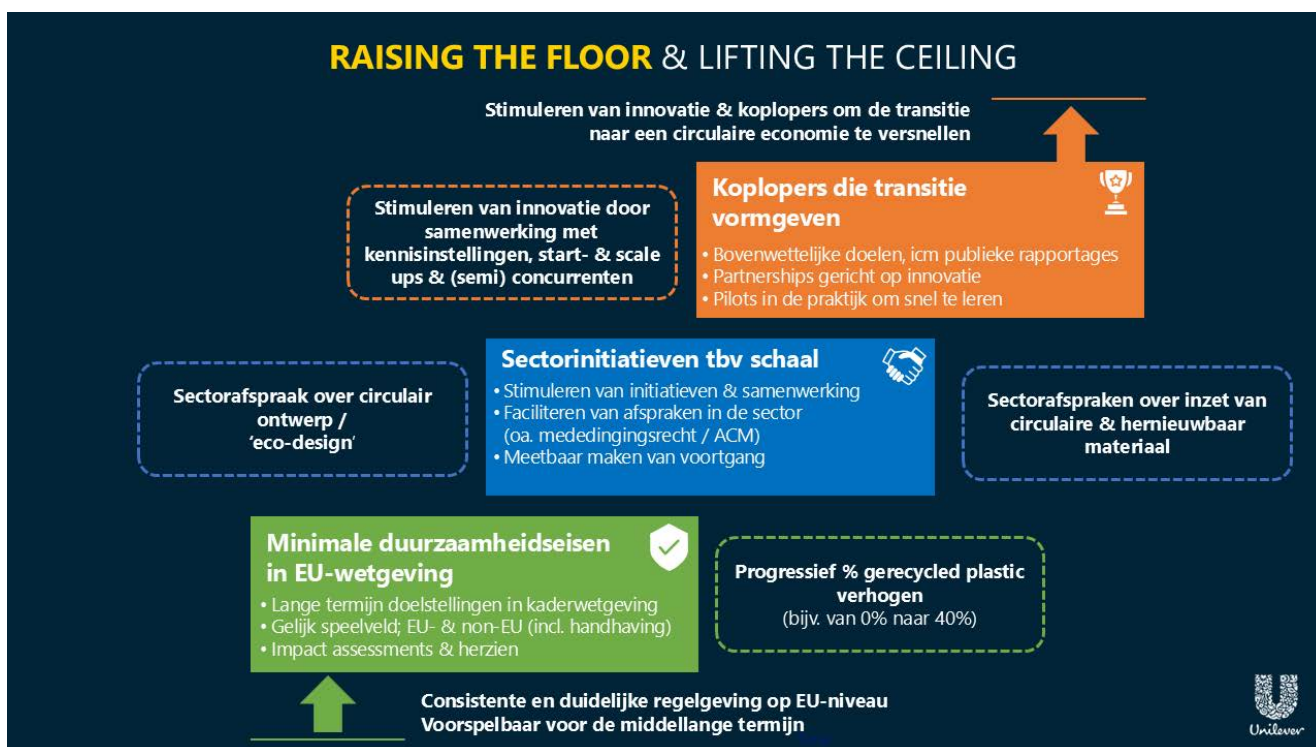 RAISING THE FLOOR & LIFTING THE CEILING
Stimuleren van innovatie & koplopers om de transitie
naar een circulaire economie te versnellen
Stimuleren van innovatie door
samenwerking met
kennisinstellingen, start- & scale
ups & (semi) concurrenten
Koplopers die transitie
vormgeven
• Bovenwettelijke doelen, icm publieke rapportages
• Partnerships gericht op innovatie
• Pilots in de praktijk om snel te leren
Sectorafspraak over circulair
ontwerp /
‘eco-design’
Sectorinitiatieven tbv schaal
• Stimuleren van initiatieven & samenwerking
• Faciliteren van afspraken in de sector
(oa. mededingingsrecht / ACM)
• Meetbaar maken van voortgang
Sectorafspraken over inzet van
circulaire & hernieuwbaar
materiaal
Minimale duurzaamheidseisen
in EU-wetgeving
• Lange termijn doelstellingen in kaderwetgeving
• Gelijk speelveld; EU- & non-EU (incl. handhaving)
• Impact assessments & herzien
Progressief % gerecycled plastic
verhogen
(bijv. van 0% naar 40%)
Consistente en duidelijke regelgeving op EU-niveau
Voorspelbaar voor de middellange termijn
Unilever